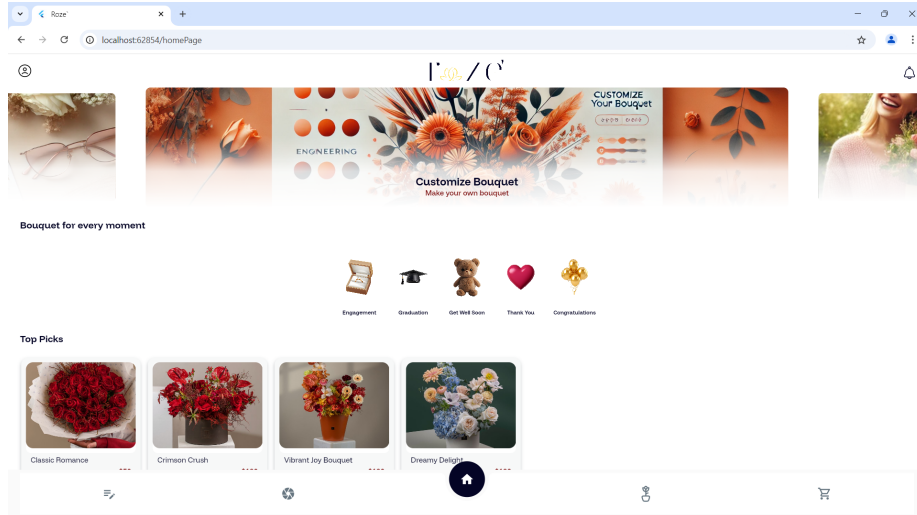 Roze'
localhost:62854/homePage
CUSTOMIZE
Your Bouquet
ENGNEERING
Customize Bouquet
Make your own bouquet
Bouquet for every moment
Engagement
Graduation
Get Well Soon
Thank You
Congratulations
Top Picks
Classic Romance
Crimson Crush
Vibrant Joy Bouquet
Dreamy Delight